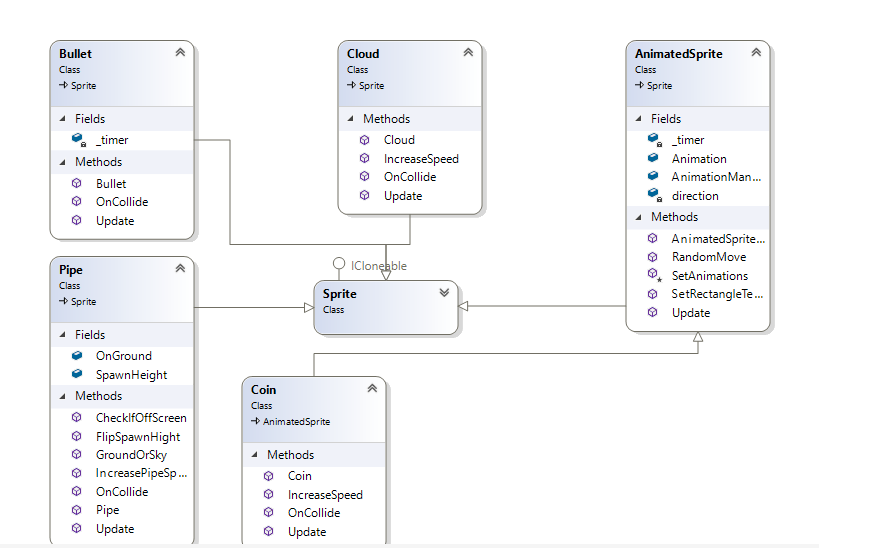 Bullet
Class
Sprite
Fields
_timer
Methods
Bullet
OnCollide
Update
Cloud
Class
Sprite
Methods
Cloud
IncreaseSpeed
OnCollide
Update
AnimatedSprite
Class
Sprite
Fields
_timer
Animation
AnimationMan...
direction
Methods
AnimatedSprite...
RandomMove
SetAnimations
SetRectangleTe...
Update
ICloneable
Sprite
Class
Pipe
Class
Sprite
Fields
OnGround
SpawnHeight
Methods
CheckIfOffScreen
FlipSpawnHight
GroundOrSky
IncreasePipeSp...
OnCollide
Pipe
Update
Coin
Class
AnimatedSprite
Methods
Coin
IncreaseSpeed
OnCollide
Update